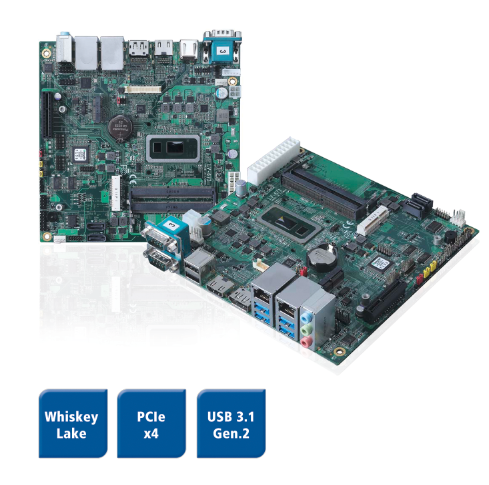 Whiskey
Lake
PCIe
x4
USB 3.1
Gen.2